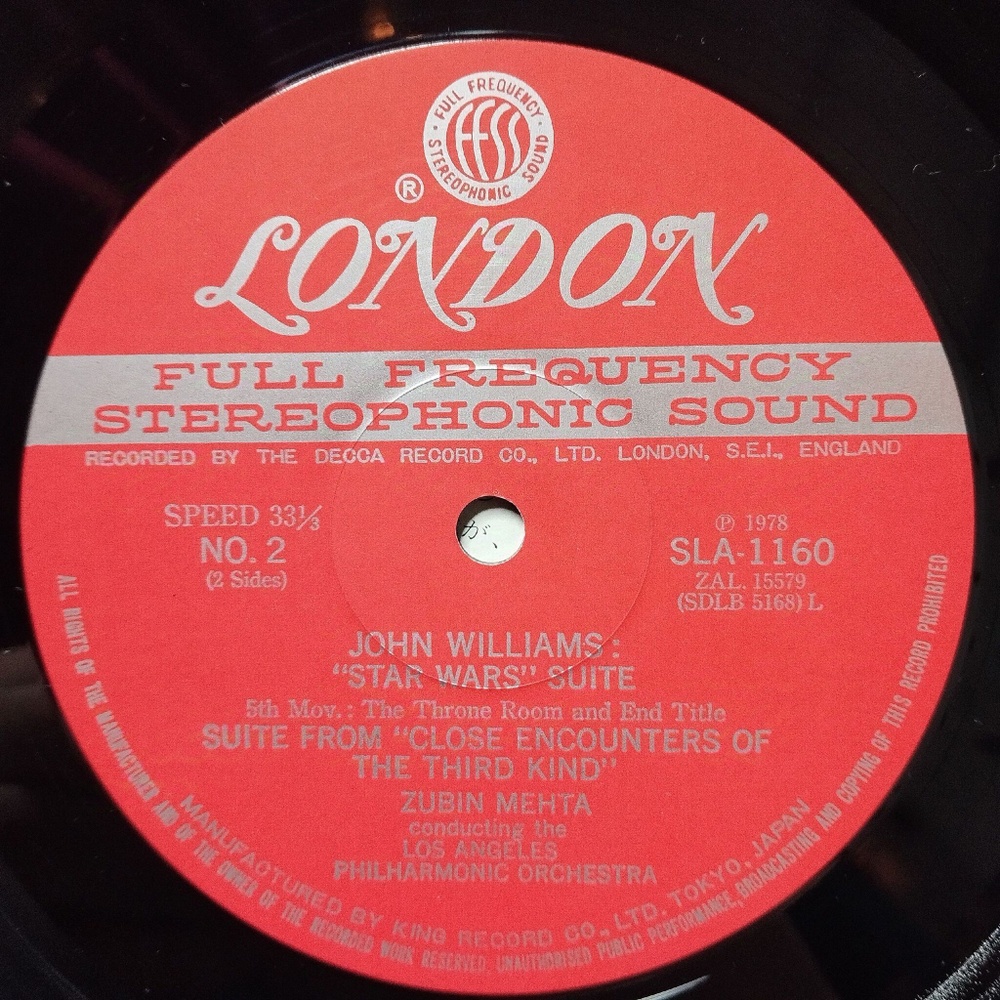 FULL FREQUENCY
FFSS
STEREOPHONIC SOUND
®
LONDON
FULL FREQUENCY
STEREOPHONIC SOUND
RECORDED BY THE DECCA RECORD CO., LTD. LONDON, S.E.I., ENGLAND
SPEED 33⅓
NO. 2
(2 Sides)
℗ 1978
SLA-1160
ZAL. 15579
(SDLB 5168) L
が、
JOHN WILLIAMS:
"STAR WARS" SUITE
5th Mov.: The Throne Room and End Title
SUITE FROM "CLOSE ENCOUNTERS OF
THE THIRD KIND"
ZUBIN MEHTA
conducting the
LOS ANGELES
PHILHARMONIC ORCHESTRA
MANUFACTURED BY KING RECORD CO., LTD. TOKYO, JAPAN
ALL RIGHTS OF THE MANUFACTURER AND OF THE OWNER OF THE RECORDED WORK RESERVED. UNAUTHORISED PUBLIC PERFORMANCE, BROADCASTING AND COPYING OF THIS RECORD PROHIBITED